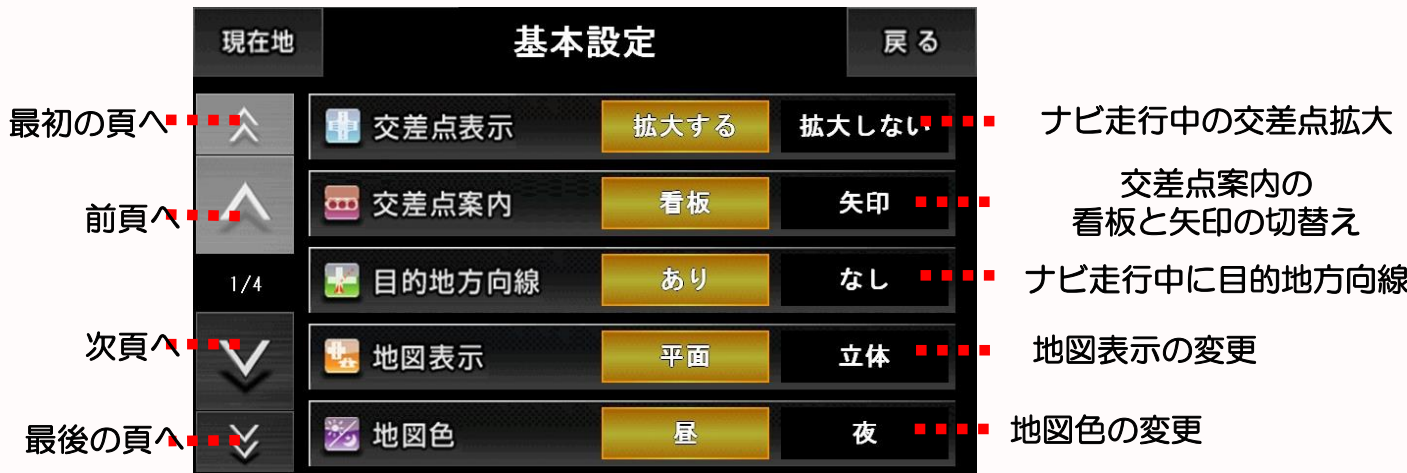 現在地 基本設定 戻る
最初の頁へ 交差点表示 拡大する 拡大しない ナビ走行中の交差点拡大
前頁へ 交差点案内 看板 矢印 交差点案内の
看板と矢印の切替え
1/4 目的地方向線 あり なし ナビ走行中に目的地方向線
次頁へ 地図表示 平面 立体 地図表示の変更
最後の頁へ 地図色 昼 夜 地図色の変更